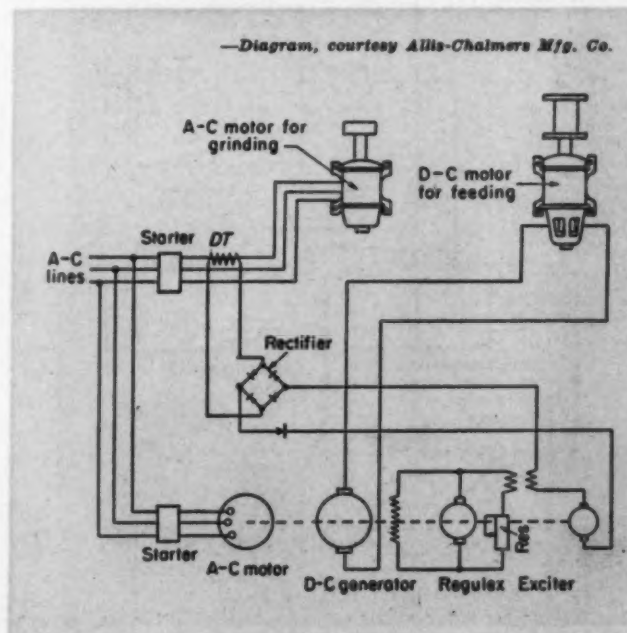 —Diagram, courtesy Allis-Chalmers Mfg. Co.
A-C motor for
grinding
D-C motor
for feeding
Starter
DT
A-C
lines
Rectifier
Starter
A-C motor
D-C generator
Regulex
Exciter
Res